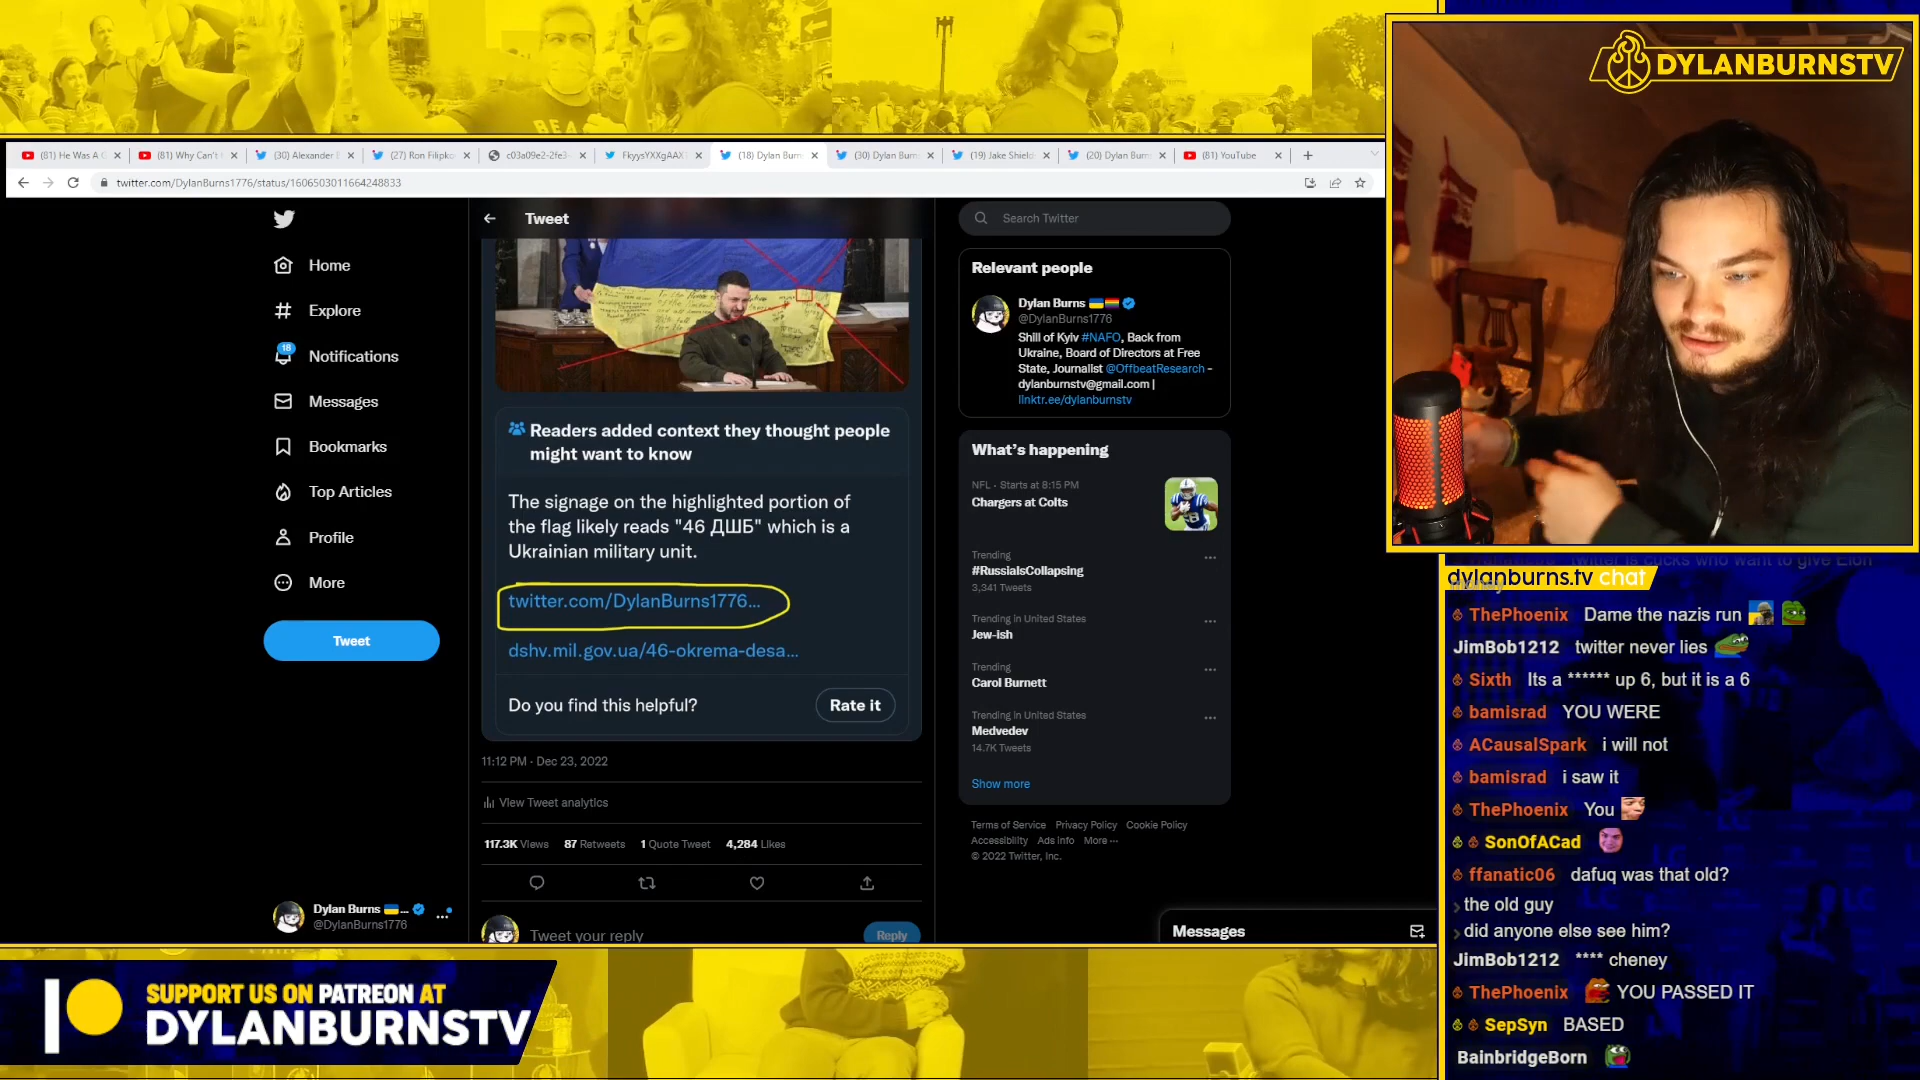 DYLANBURNSTV
(81) He Was A G
(81) Why Can't
(30) Alexander
(27) Ron Filipko
c03a09e2-2fe3-
FkyysYXXgAAX
(18) Dylan Burn
(30) Dylan Burn
(19) Jake Shield
(20) Dylan Burn
(81) YouTube
twitter.com/DylanBurns1776/status/1606503011664248833
Home
Explore
18
Notifications
Messages
Bookmarks
Top Articles
Profile
More
Tweet
Dylan Burns
@DylanBurns1776
Tweet
Readers added context they thought people
might want to know
The signage on the highlighted portion of
the flag likely reads "46 ДШБ" which is a
Ukrainian military unit.
twitter.com/DylanBurns1776...
dshv.mil.gov.ua/46-okrema-desa...
Do you find this helpful?
Rate it
11:12 PM · Dec 23, 2022
View Tweet analytics
117.3K Views 87 Retweets 1 Quote Tweet 4,284 Likes
Tweet your reply
Reply
Search Twitter
Relevant people
Dylan Burns
@DylanBurns1776
Shill of Kyiv #NAFO, Back from
Ukraine, Board of Directors at Free
State, Journalist @OffbeatResearch -
dylanburnstv@gmail.com |
linktr.ee/dylanburnstv
What's happening
NFL · Starts at 8:15 PM
Chargers at Colts
Trending
#RussiaIsCollapsing
3,341 Tweets
Trending in United States
Jew-ish
Trending
Carol Burnett
Trending in United States
Medvedev
14.7K Tweets
Show more
Terms of Service Privacy Policy Cookie Policy
Accessibility Ads info More ···
© 2022 Twitter, Inc.
Messages
twitter is cucks who want to give Elon
dylanburns.tv chat
ThePhoenix Dame the nazis run
JimBob1212 twitter never lies
Sixth Its a ****** up 6, but it is a 6
bamisrad YOU WERE
ACausalSpark i will not
bamisrad i saw it
ThePhoenix You
SonOfACad
ffanatic06 dafuq was that old?
the old guy
did anyone else see him?
JimBob1212 **** cheney
ThePhoenix YOU PASSED IT
SepSyn BASED
BainbridgeBorn
SUPPORT US ON PATREON AT
DYLANBURNSTV